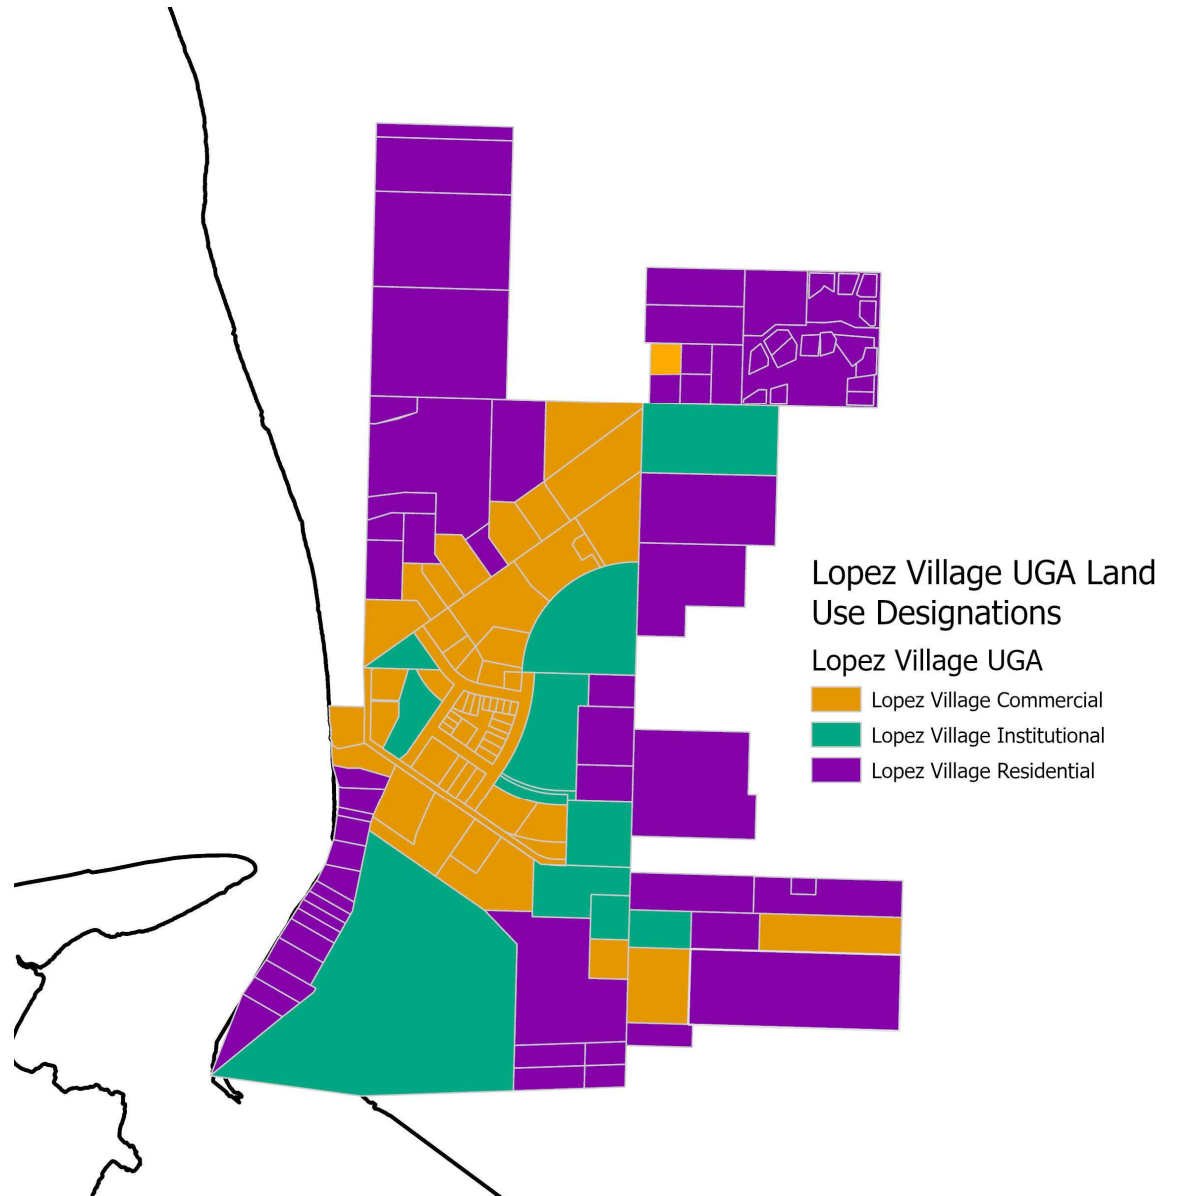 Lopez Village UGA Land
Use Designations
Lopez Village UGA
Lopez Village Commercial
Lopez Village Institutional
Lopez Village Residential